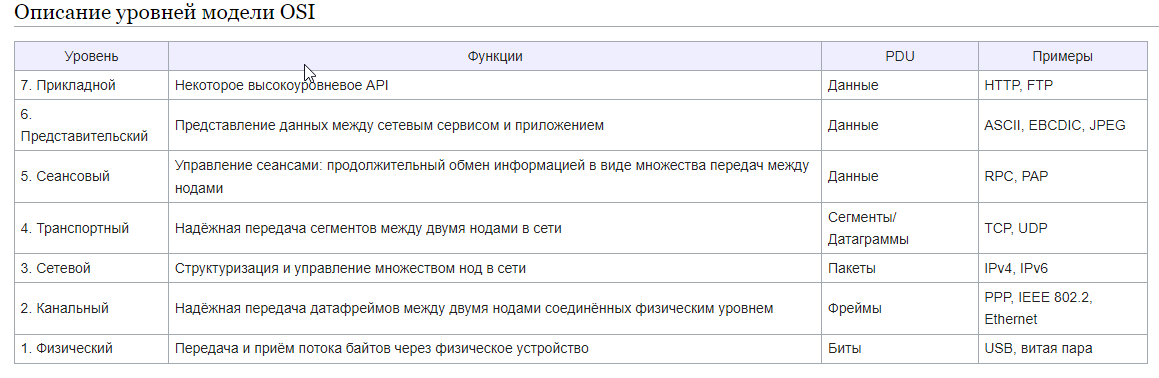 Описание уровней модели OSI
Уровень Функции PDU Примеры
7. Прикладной Некоторое высокоуровневое API Данные HTTP, FTP
6.
Представительский Представление данных между сетевым сервисом и приложением Данные ASCII, EBCDIC, JPEG
5. Сеансовый Управление сеансами: продолжительный обмен информацией в виде множества передач между
нодами Данные RPC, PAP
4. Транспортный Надёжная передача сегментов между двумя нодами в сети Сегменты/
Датаграммы TCP, UDP
3. Сетевой Структуризация и управление множеством нод в сети Пакеты IPv4, IPv6
2. Канальный Надёжная передача датафреймов между двумя нодами соединённых физическим уровнем Фреймы PPP, IEEE 802.2,
Ethernet
1. Физический Передача и приём потока байтов через физическое устройство Биты USB, витая пара